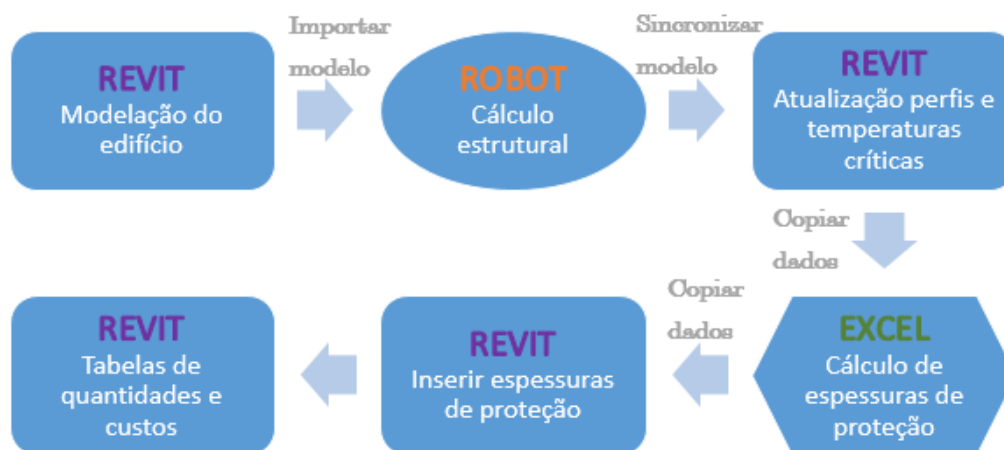 REVIT
Modelação do
edifício
Importar
modelo
ROBOT
Cálculo
estrutural
Sincronizar
modelo
REVIT
Atualização perfis e
temperaturas
críticas
Copiar
dados
EXCEL
Cálculo de
espessuras de
proteção
Copiar
dados
REVIT
Inserir espessuras
de proteção
REVIT
Tabelas de
quantidades e
custos